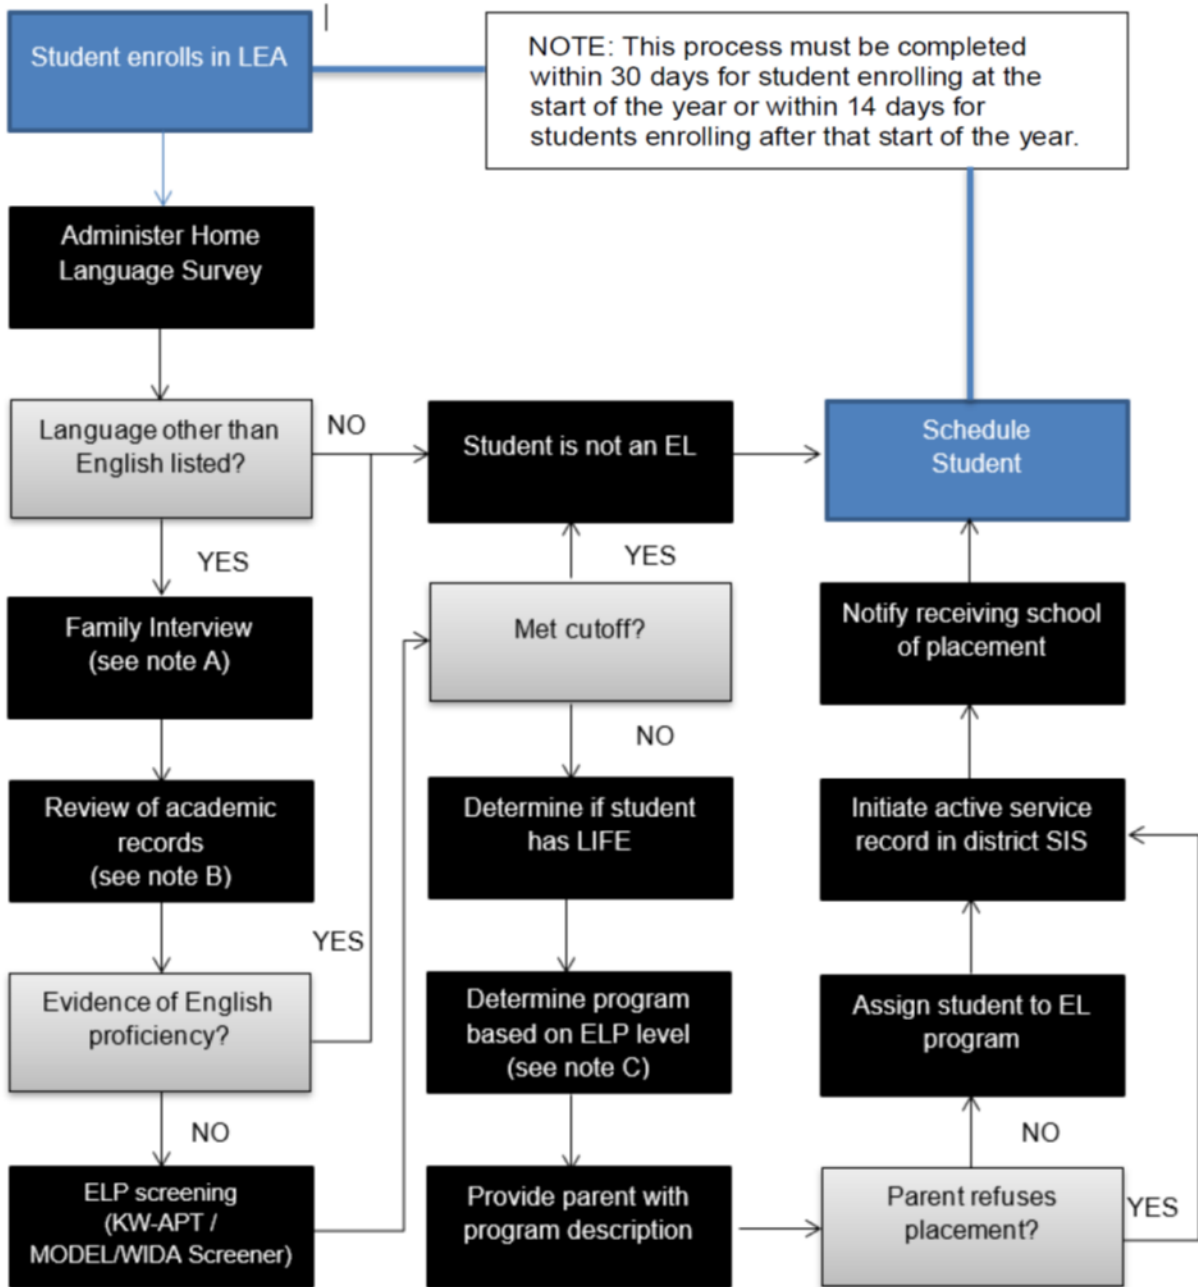 Student enrolls in LEA
NOTE: This process must be completed
within 30 days for student enrolling at the
start of the year or within 14 days for
students enrolling after that start of the year.
Administer Home
Language Survey
Language other than
English listed?
NO
Student is not an EL
Schedule
Student
YES
YES
Family Interview
(see note A)
Met cutoff?
Notify receiving school
of placement
NO
Review of academic
records
(see note B)
Determine if student
has LIFE
Initiate active service
record in district SIS
YES
Evidence of English
proficiency?
Determine program
based on ELP level
(see note C)
Assign student to EL
program
NO
NO
ELP screening
(KW-APT /
MODEL/WIDA Screener)
Provide parent with
program description
Parent refuses
placement?
YES